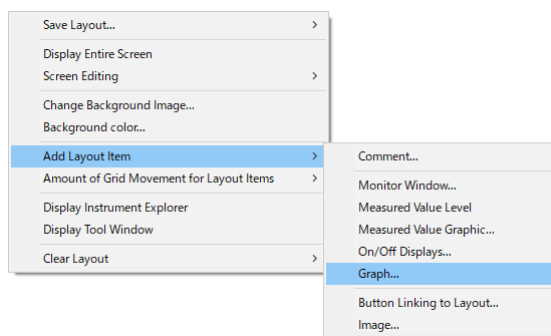 Save Layout...
Display Entire Screen
Screen Editing
Change Background Image...
Background color...
Add Layout Item
Amount of Grid Movement for Layout Items
Display Instrument Explorer
Display Tool Window
Clear Layout
Comment...
Monitor Window...
Measured Value Level
Measured Value Graphic...
On/Off Displays...
Graph...
Button Linking to Layout...
Image...